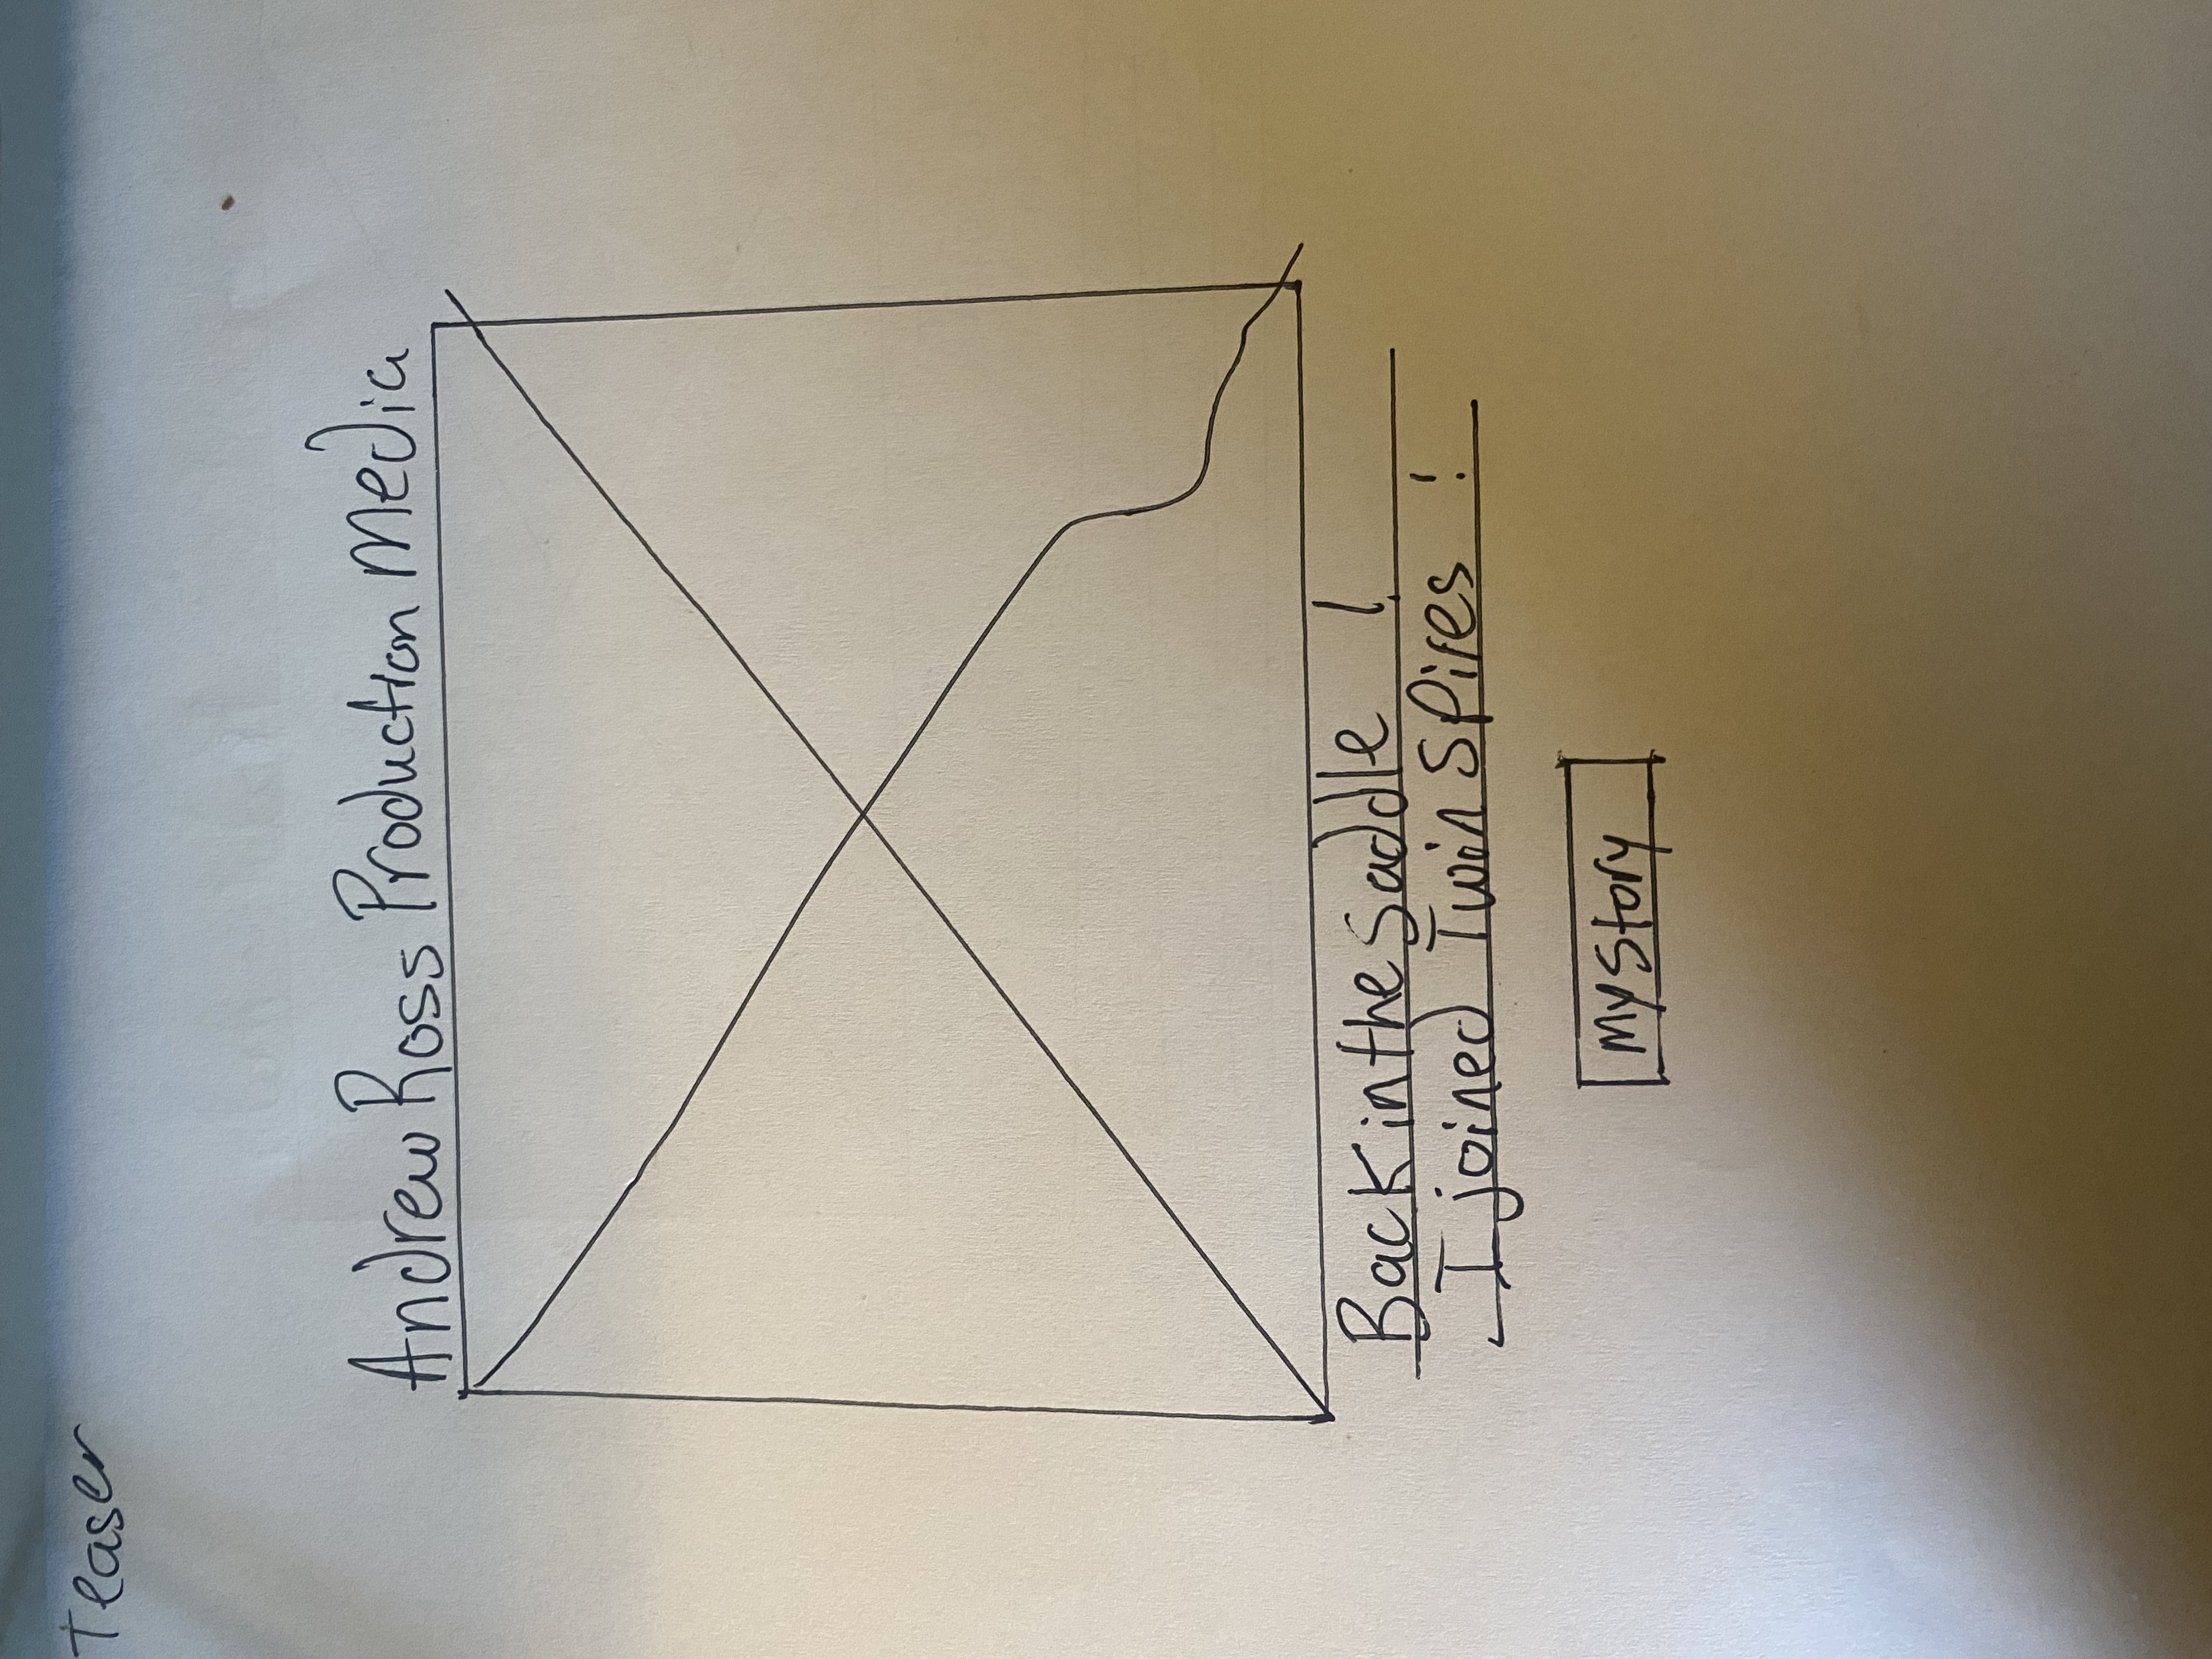 Teaser
Andrew Ross Production Media
Back in the Saddle !
I joined Twin Spires !
My Story